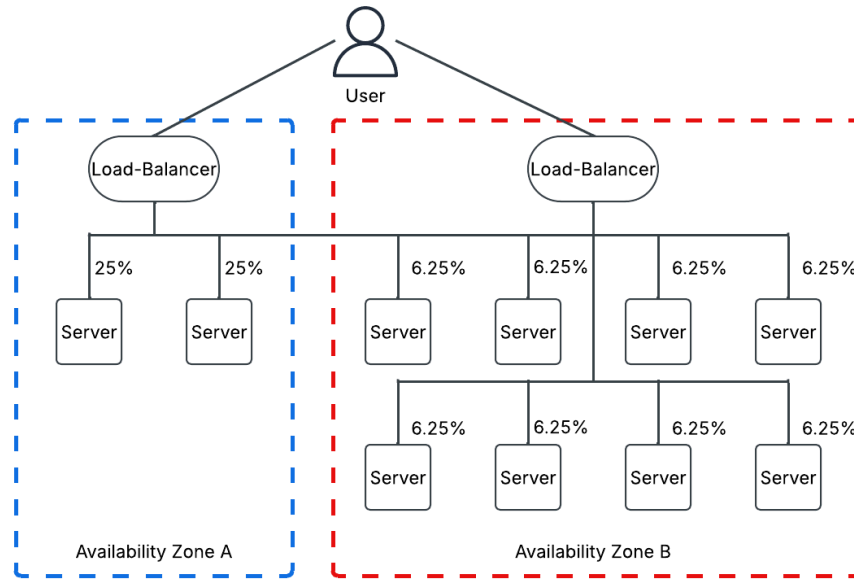 User
Load-Balancer
Load-Balancer
25%
25%
6.25%
6.25%
6.25%
6.25%
Server
Server
Server
Server
Server
Server
6.25%
6.25%
6.25%
6.25%
Server
Server
Server
Server
Availability Zone A
Availability Zone B